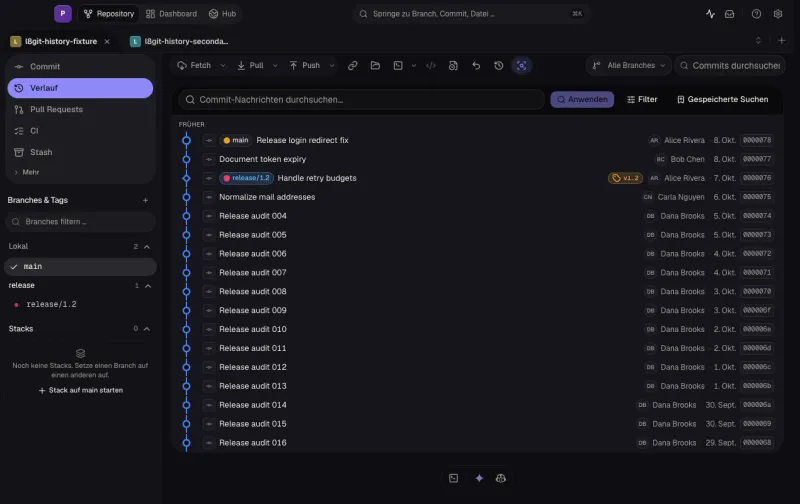 P Repository Dashboard Hub Springe zu Branch, Commit, Datei ... ⌘K
L l8git-history-fixture × L l8git-history-seconda...
Commit
Verlauf
Pull Requests
CI
Stash
Mehr
Branches & Tags +
Branches filtern ...
Lokal 2
main
release 1
release/1.2
Stacks 0
Noch keine Stacks. Setze einen Branch auf
einen anderen auf.
+ Stack auf main starten
Fetch Pull Push Alle Branches Commits durchsuchen
Commit-Nachrichten durchsuchen... Anwenden Filter Gespeicherte Suchen
FRÜHER
main Release login redirect fix AR Alice Rivera · 8. Okt. 0000078
Document token expiry BC Bob Chen · 8. Okt. 0000077
release/1.2 Handle retry budgets v1.2 AR Alice Rivera · 7. Okt. 0000076
Normalize mail addresses CN Carla Nguyen · 6. Okt. 0000075
Release audit 004 DB Dana Brooks · 5. Okt. 0000074
Release audit 005 DB Dana Brooks · 5. Okt. 0000073
Release audit 006 DB Dana Brooks · 4. Okt. 0000072
Release audit 007 DB Dana Brooks · 4. Okt. 0000071
Release audit 008 DB Dana Brooks · 3. Okt. 0000070
Release audit 009 DB Dana Brooks · 3. Okt. 000006f
Release audit 010 DB Dana Brooks · 2. Okt. 000006e
Release audit 011 DB Dana Brooks · 2. Okt. 000006d
Release audit 012 DB Dana Brooks · 1. Okt. 000006c
Release audit 013 DB Dana Brooks · 1. Okt. 000006b
Release audit 014 DB Dana Brooks · 30. Sept. 000006a
Release audit 015 DB Dana Brooks · 30. Sept. 0000069
Release audit 016 DB Dana Brooks · 29. Sept. 0000068